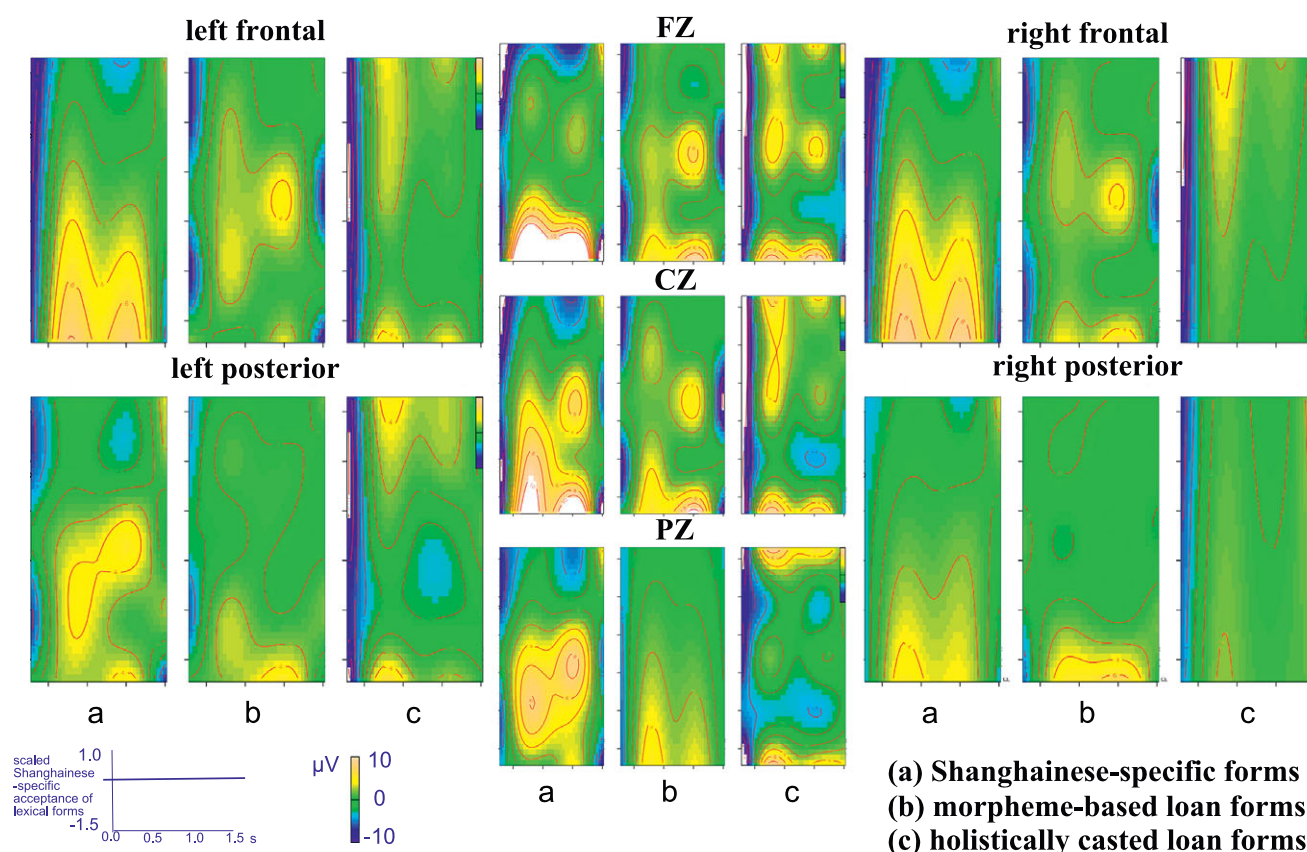 left frontal
FZ
right frontal
CZ
left posterior
right posterior
PZ
a
b
c
a
b
c
a
b
c
1.0
scaled
Shanghainese
-specific
acceptance of
lexical forms
-1.5
0.0
0.5
1.5 s
µV
10
0
-10
(a) Shanghainese-specific forms
(b) morpheme-based loan forms
(c) holistically casted loan forms